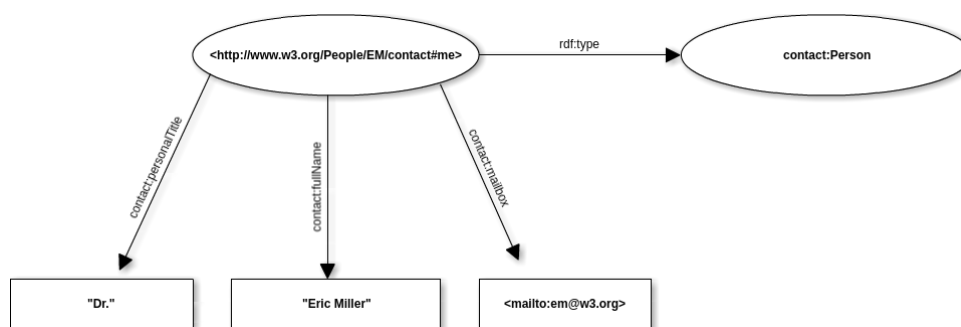 <http://www.w3.org/People/EM/contact#me>
rdf:type
contact:Person
contact:personalTitle
contact:fullName
contact:mailbox
"Dr."
"Eric Miller"
<mailto:em@w3.org>